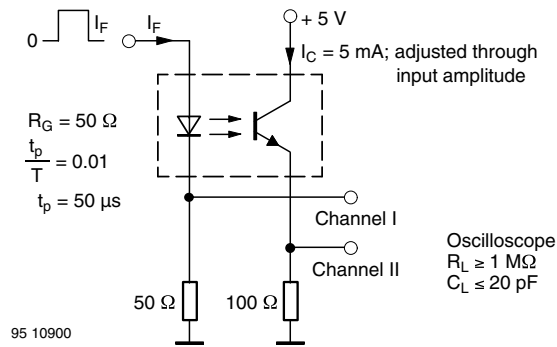 0
I_F
I_F
+ 5 V
I_C = 5 mA; adjusted through
input amplitude
R_G = 50 Ω
t_p
T
= 0.01
t_p = 50 μs
Channel I
Channel II
Oscilloscope
R_L ≥ 1 MΩ
C_L ≤ 20 pF
50 Ω
100 Ω
95 10900